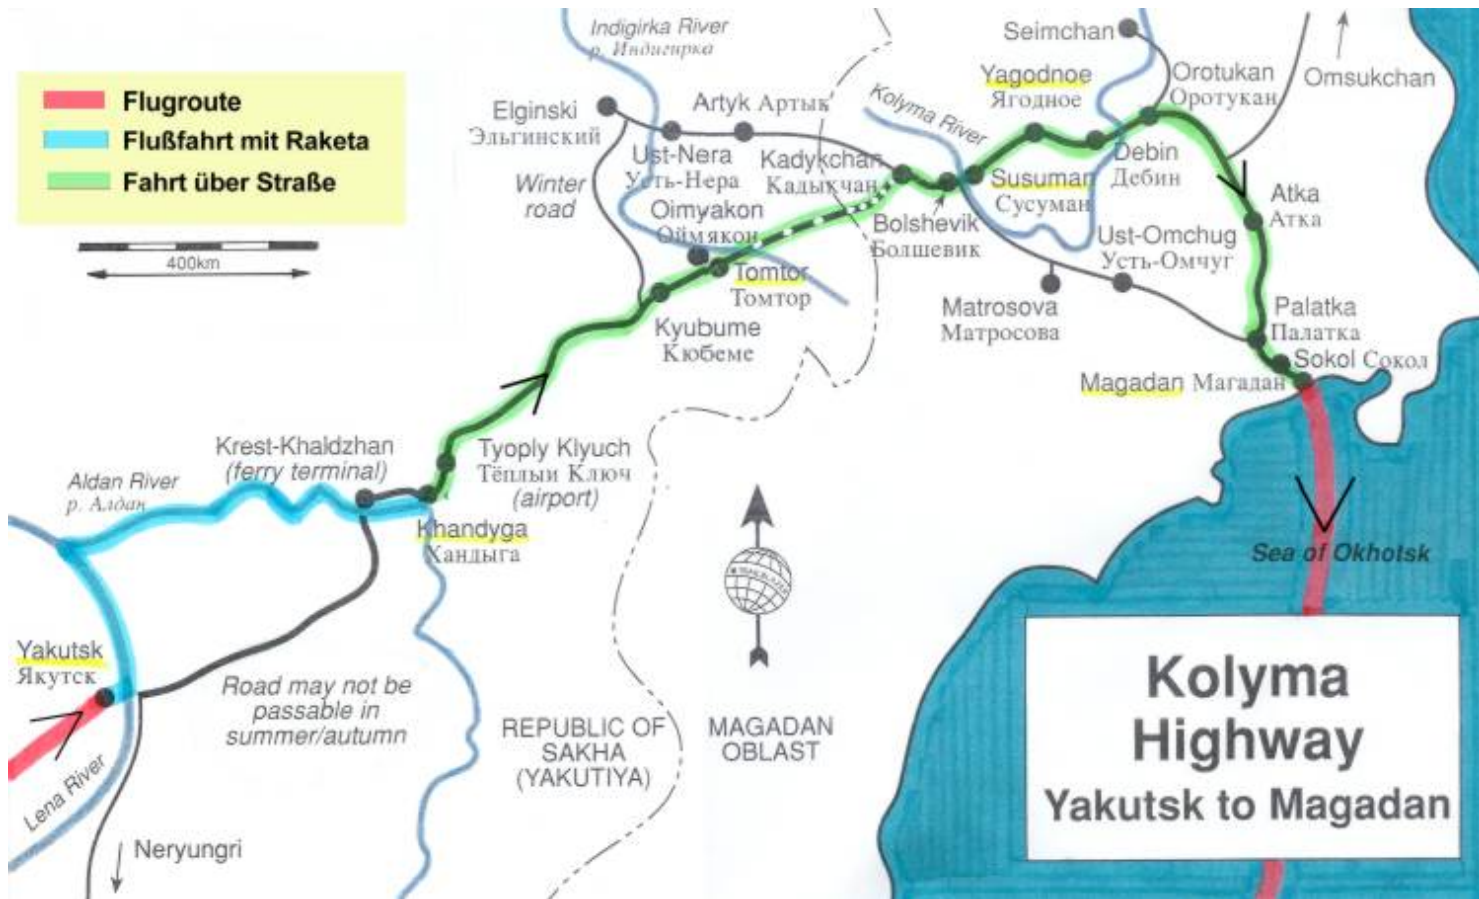 Flugroute
Flußfahrt mit Raketa
Fahrt über Straße
400km
Indigirka River
р. Индигирка
Elginski
Эльгинский
Artyk Артык
Ust-Nera
Усть-Нера
Winter
road
Kadykchan
Кадыкчан
Oimyakon
Оймякон
Tomtor
Томтор
Kyubume
Кюбеме
Kolyma River
Bolshevik
Болшевик
Susuman
Сусуман
Yagodnoe
Ягодное
Seimchan
Debin
Дебин
Orotukan
Оротукан
Omsukchan
Atka
Атка
Ust-Omchug
Усть-Омчуг
Matrosova
Матросова
Palatka
Палатка
Sokol Сокол
Magadan Магадан
Krest-Khaldzhan
(ferry terminal)
Aldan River
р. Алдан
Tyoply Klyuch
Тёплыи Ключ
(airport)
Khandyga
Хандыга
Yakutsk
Якутск
Road may not be
passable in
summer/autumn
Lena River
Neryungri
REPUBLIC OF
SAKHA
(YAKUTIYA)
MAGADAN
OBLAST
Sea of Okhotsk
Kolyma
Highway
Yakutsk to Magadan